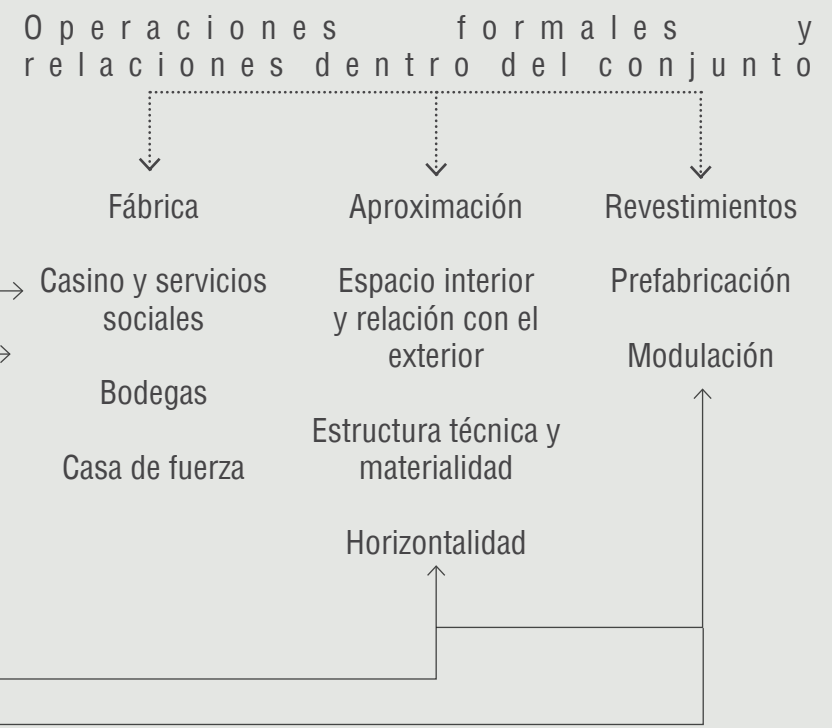 Operaciones formales y
relaciones dentro del conjunto
Fábrica
Casino y servicios
sociales
Bodegas
Casa de fuerza
Aproximación
Espacio interior
y relación con el
exterior
Estructura técnica y
materialidad
Horizontalidad
Revestimientos
Prefabricación
Modulación